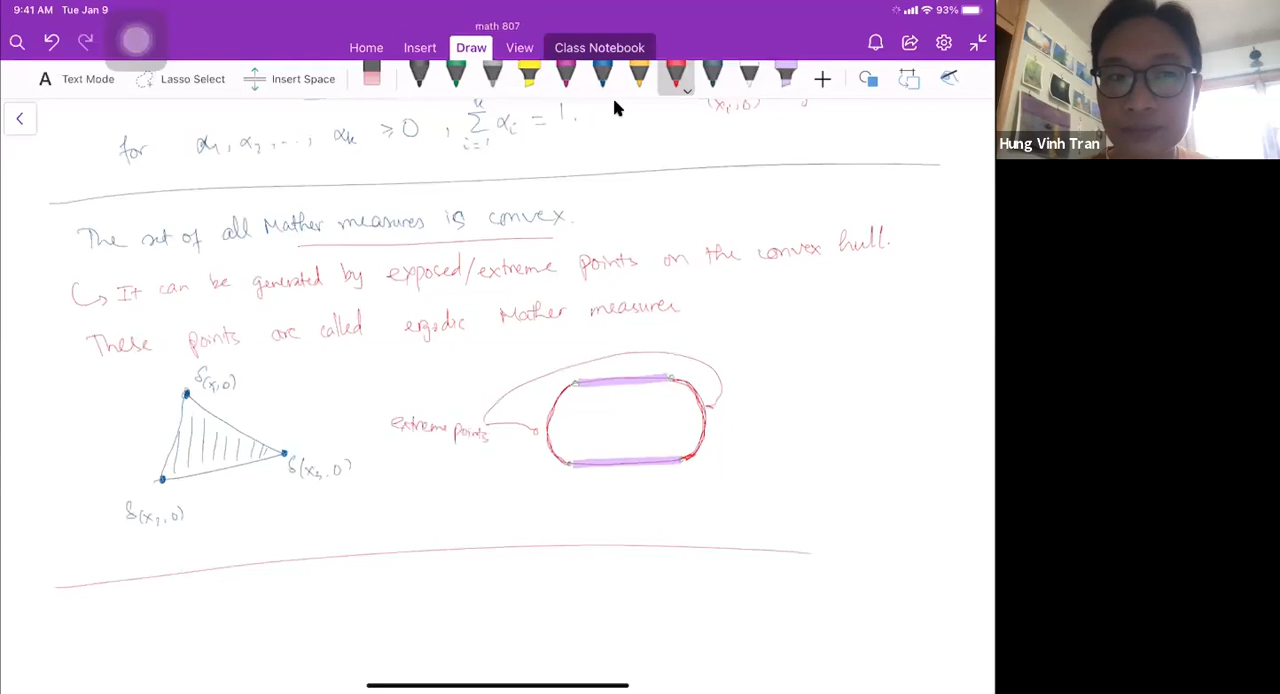 9:41 AM Tue Jan 9
93%
math 807
Home Insert Draw View Class Notebook
A Text Mode Lasso Select Insert Space
Hung Vinh Tran
(x₁,0)
for α₁, α₂, ..., αₖ ≥ 0, Σ αᵢ = 1.
i=1
The set of all Mather measures is convex.
↳ It can be generated by exposed/extreme points on the convex hull.
These points are called ergodic Mather measures
δ(x₁,0)
extreme points
δ(x₃,0)
δ(x₂,0)